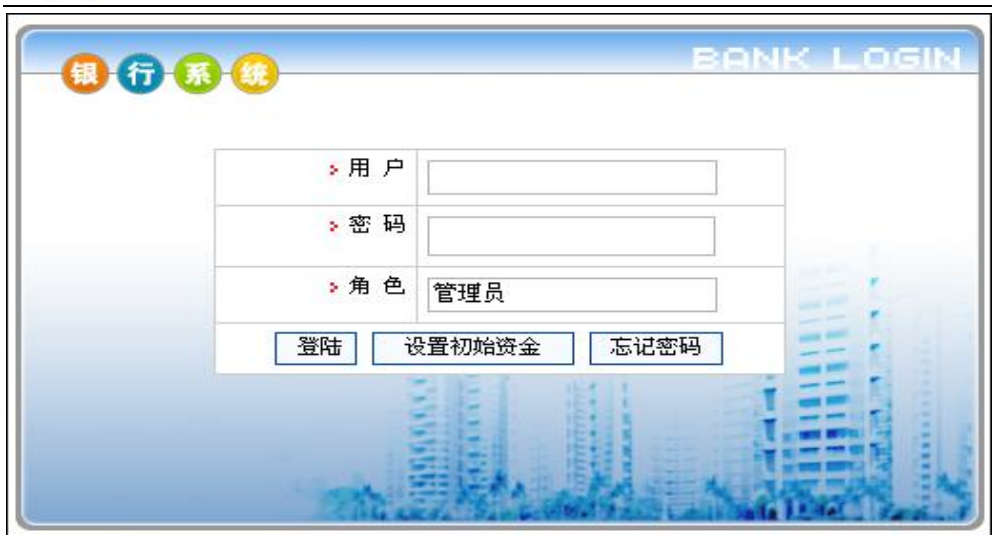 银行系统
BANK LOGIN
用 户
密 码
角 色 管理员
登陆 设置初始资金 忘记密码